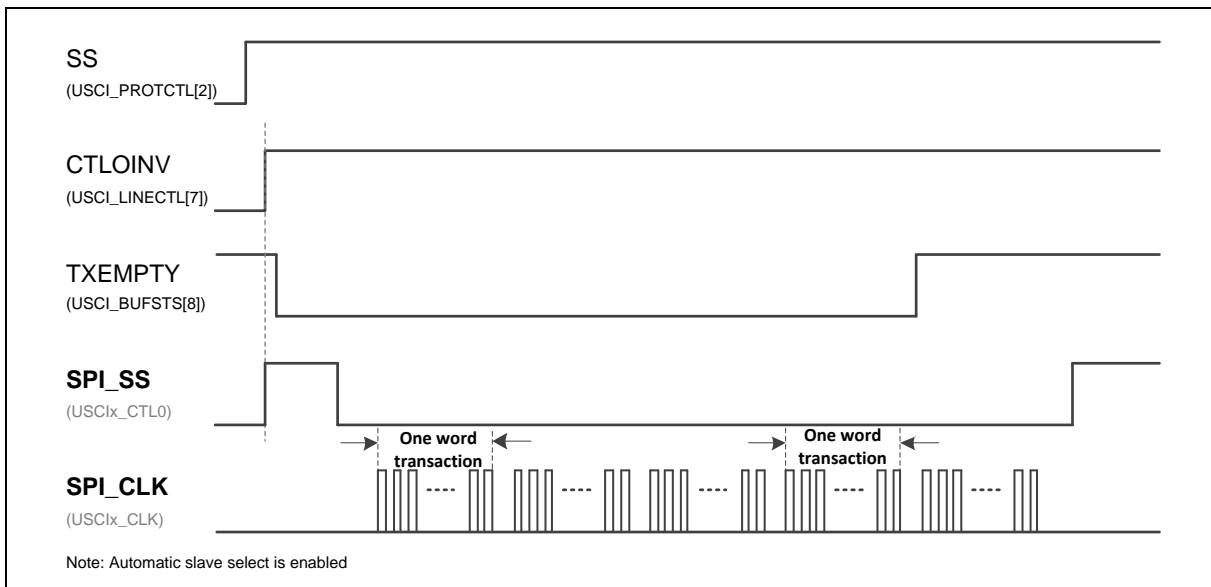 SS
(USCI_PROTCTL[2])
CTLOINV
(USCI_LINECTL[7])
TXEMPTY
(USCI_BUFSTS[8])
SPI_SS
(USCIx_CTL0)
One word
transaction
One word
transaction
SPI_CLK
(USCIx_CLK)
Note: Automatic slave select is enabled